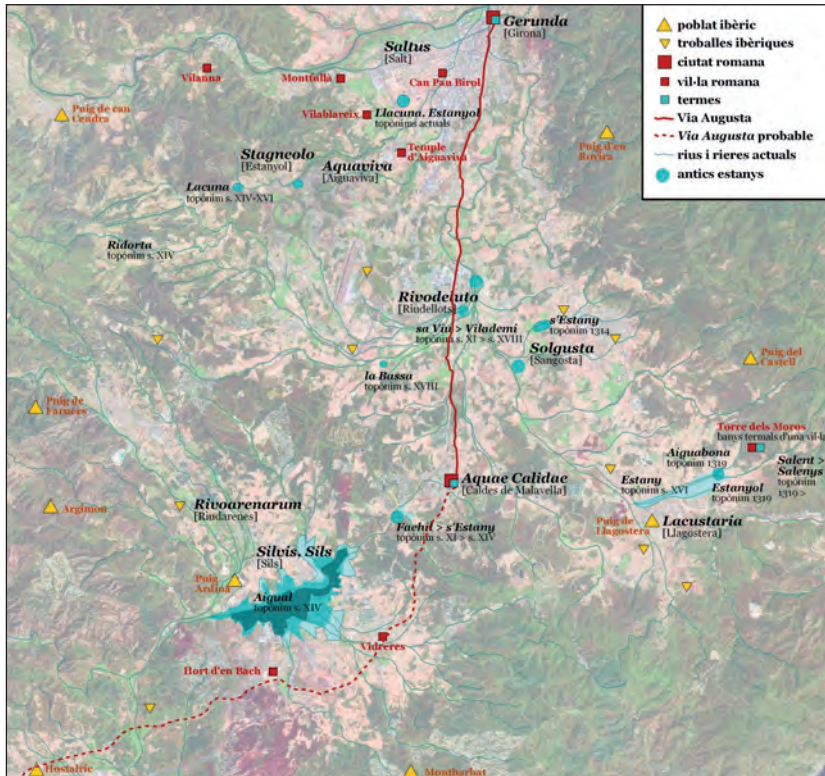 Gerunda
[Girona]
Saltus
[Salt]
Vilanna
Montfullà
Can Pau Birol
Puig de can
Cendra
Vilablareix
Llacuna, Estanyol
topònims actuals
Temple
d'Aiguaviva
Puig d'en
Rovira
Stagneolo
[Estanyol]
Aquaviva
[Aiguaviva]
Lacuna
topònim s. XIV-XVI
Ridorta
topònim s. XIV
Rivodeluto
[Riudellots]
sa Viu > Vilademí
topònim s. XI > s. XVIII
s'Estany
topònim 1314
Solgusta
[Sangosta]
la Bassa
topònim s. XVIII
Puig del
Castell
Puig de
Farners
Torre dels Moros
banys termals d'una vil·la
Aiguabona
topònim 1319
Salent >
Salenys
topònim
1319 >
Estany
topònim s. XVI
Estanyol
topònim 1319
Aquae Calidae
[Caldes de Malavella]
Argimon
Rivoarenarum
[Riudarenes]
Fachil > s'Estany
topònim s. XI > s. XIV
Puig de
Llagostera
Lacustaria
[Llagostera]
Silvis, Sils
[Sils]
Puig
Ardina
Aigual
topònim s. XIV
Vidreres
Hort d'en Bach
Hostalric
Montbarbat
poblat ibèric
troballes ibèriques
ciutat romana
vil·la romana
termes
Via Augusta
Via Augusta probable
rius i rieres actuals
antics estanys